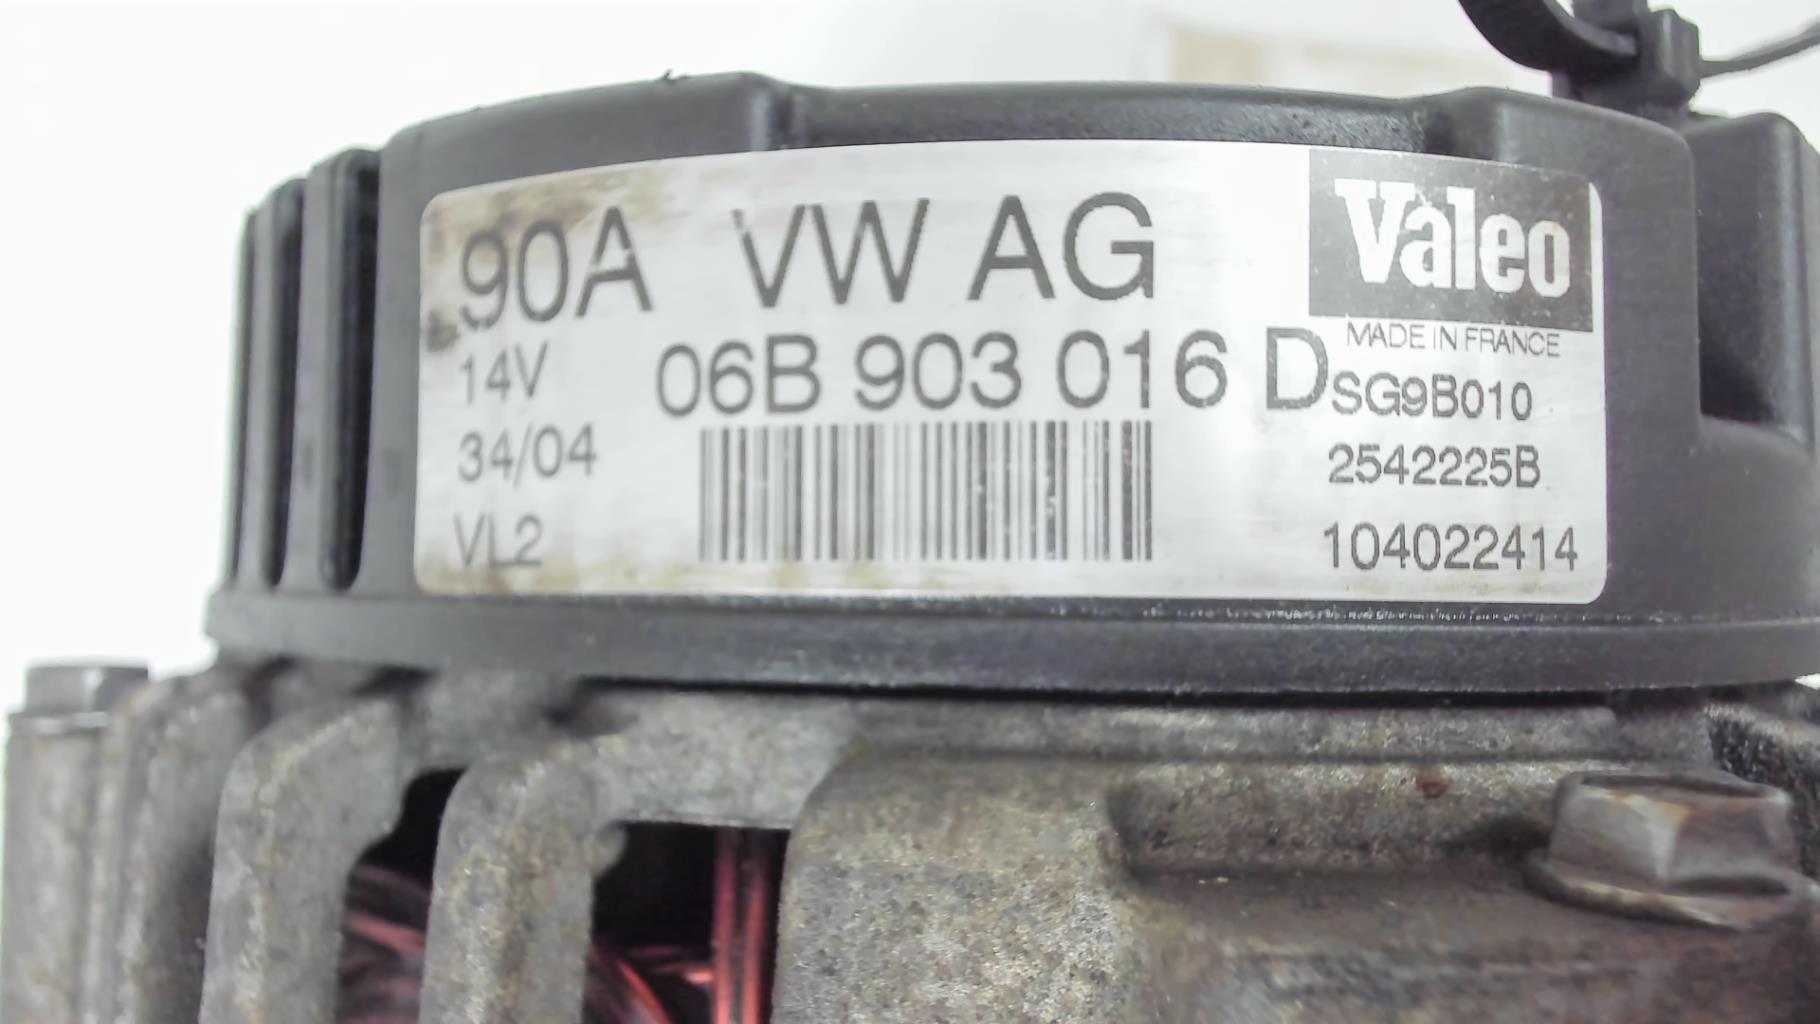 90A VW AG
Valeo
MADE IN FRANCE
14V
06B 903 016 D
SG9B010
34/04
2542225B
VL2
104022414